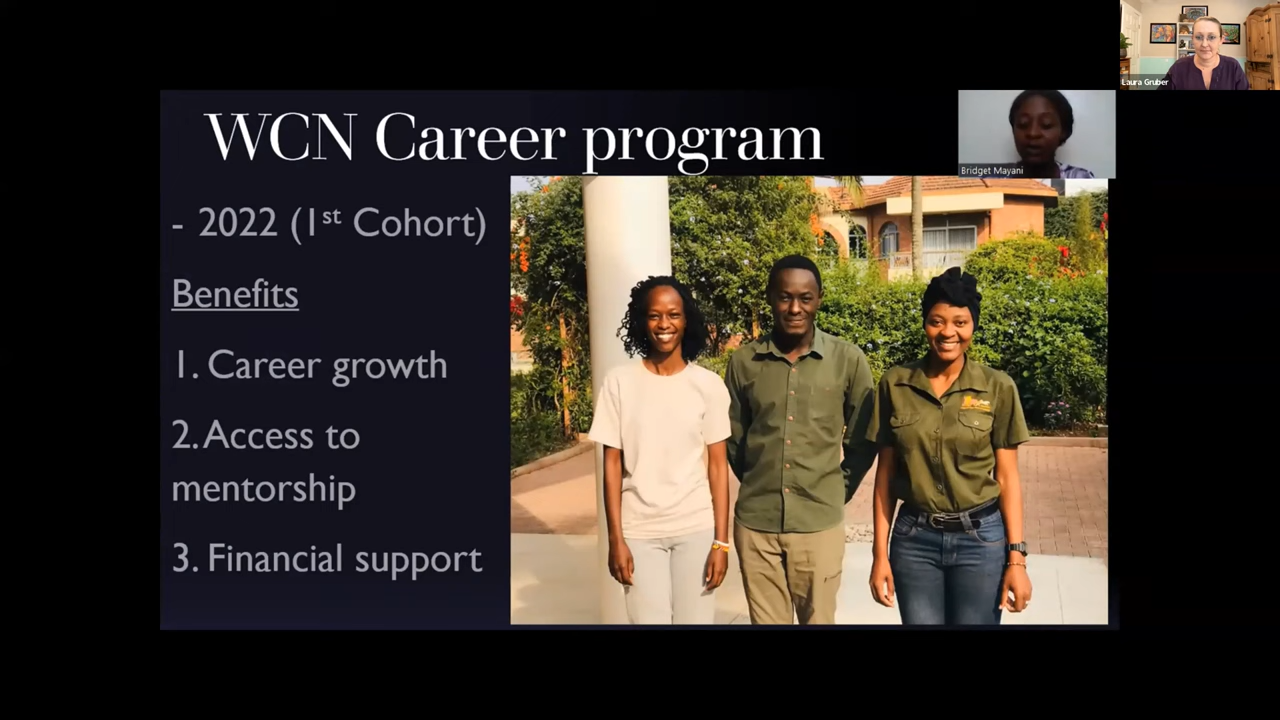 Laura Gruber
WCN Career program
Bridget Mayani
- 2022 (1st Cohort)
Benefits
1. Career growth
2. Access to
mentorship
3. Financial support